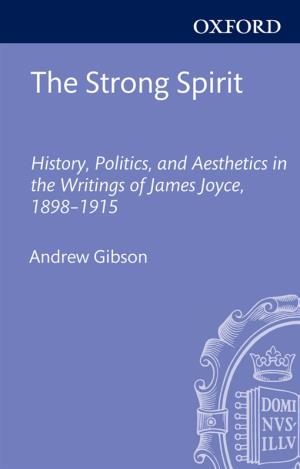 OXFORD
The Strong Spirit
History, Politics, and Aesthetics in
the Writings of James Joyce,
1898–1915
Andrew Gibson
DOMI
NVS·
ILLV